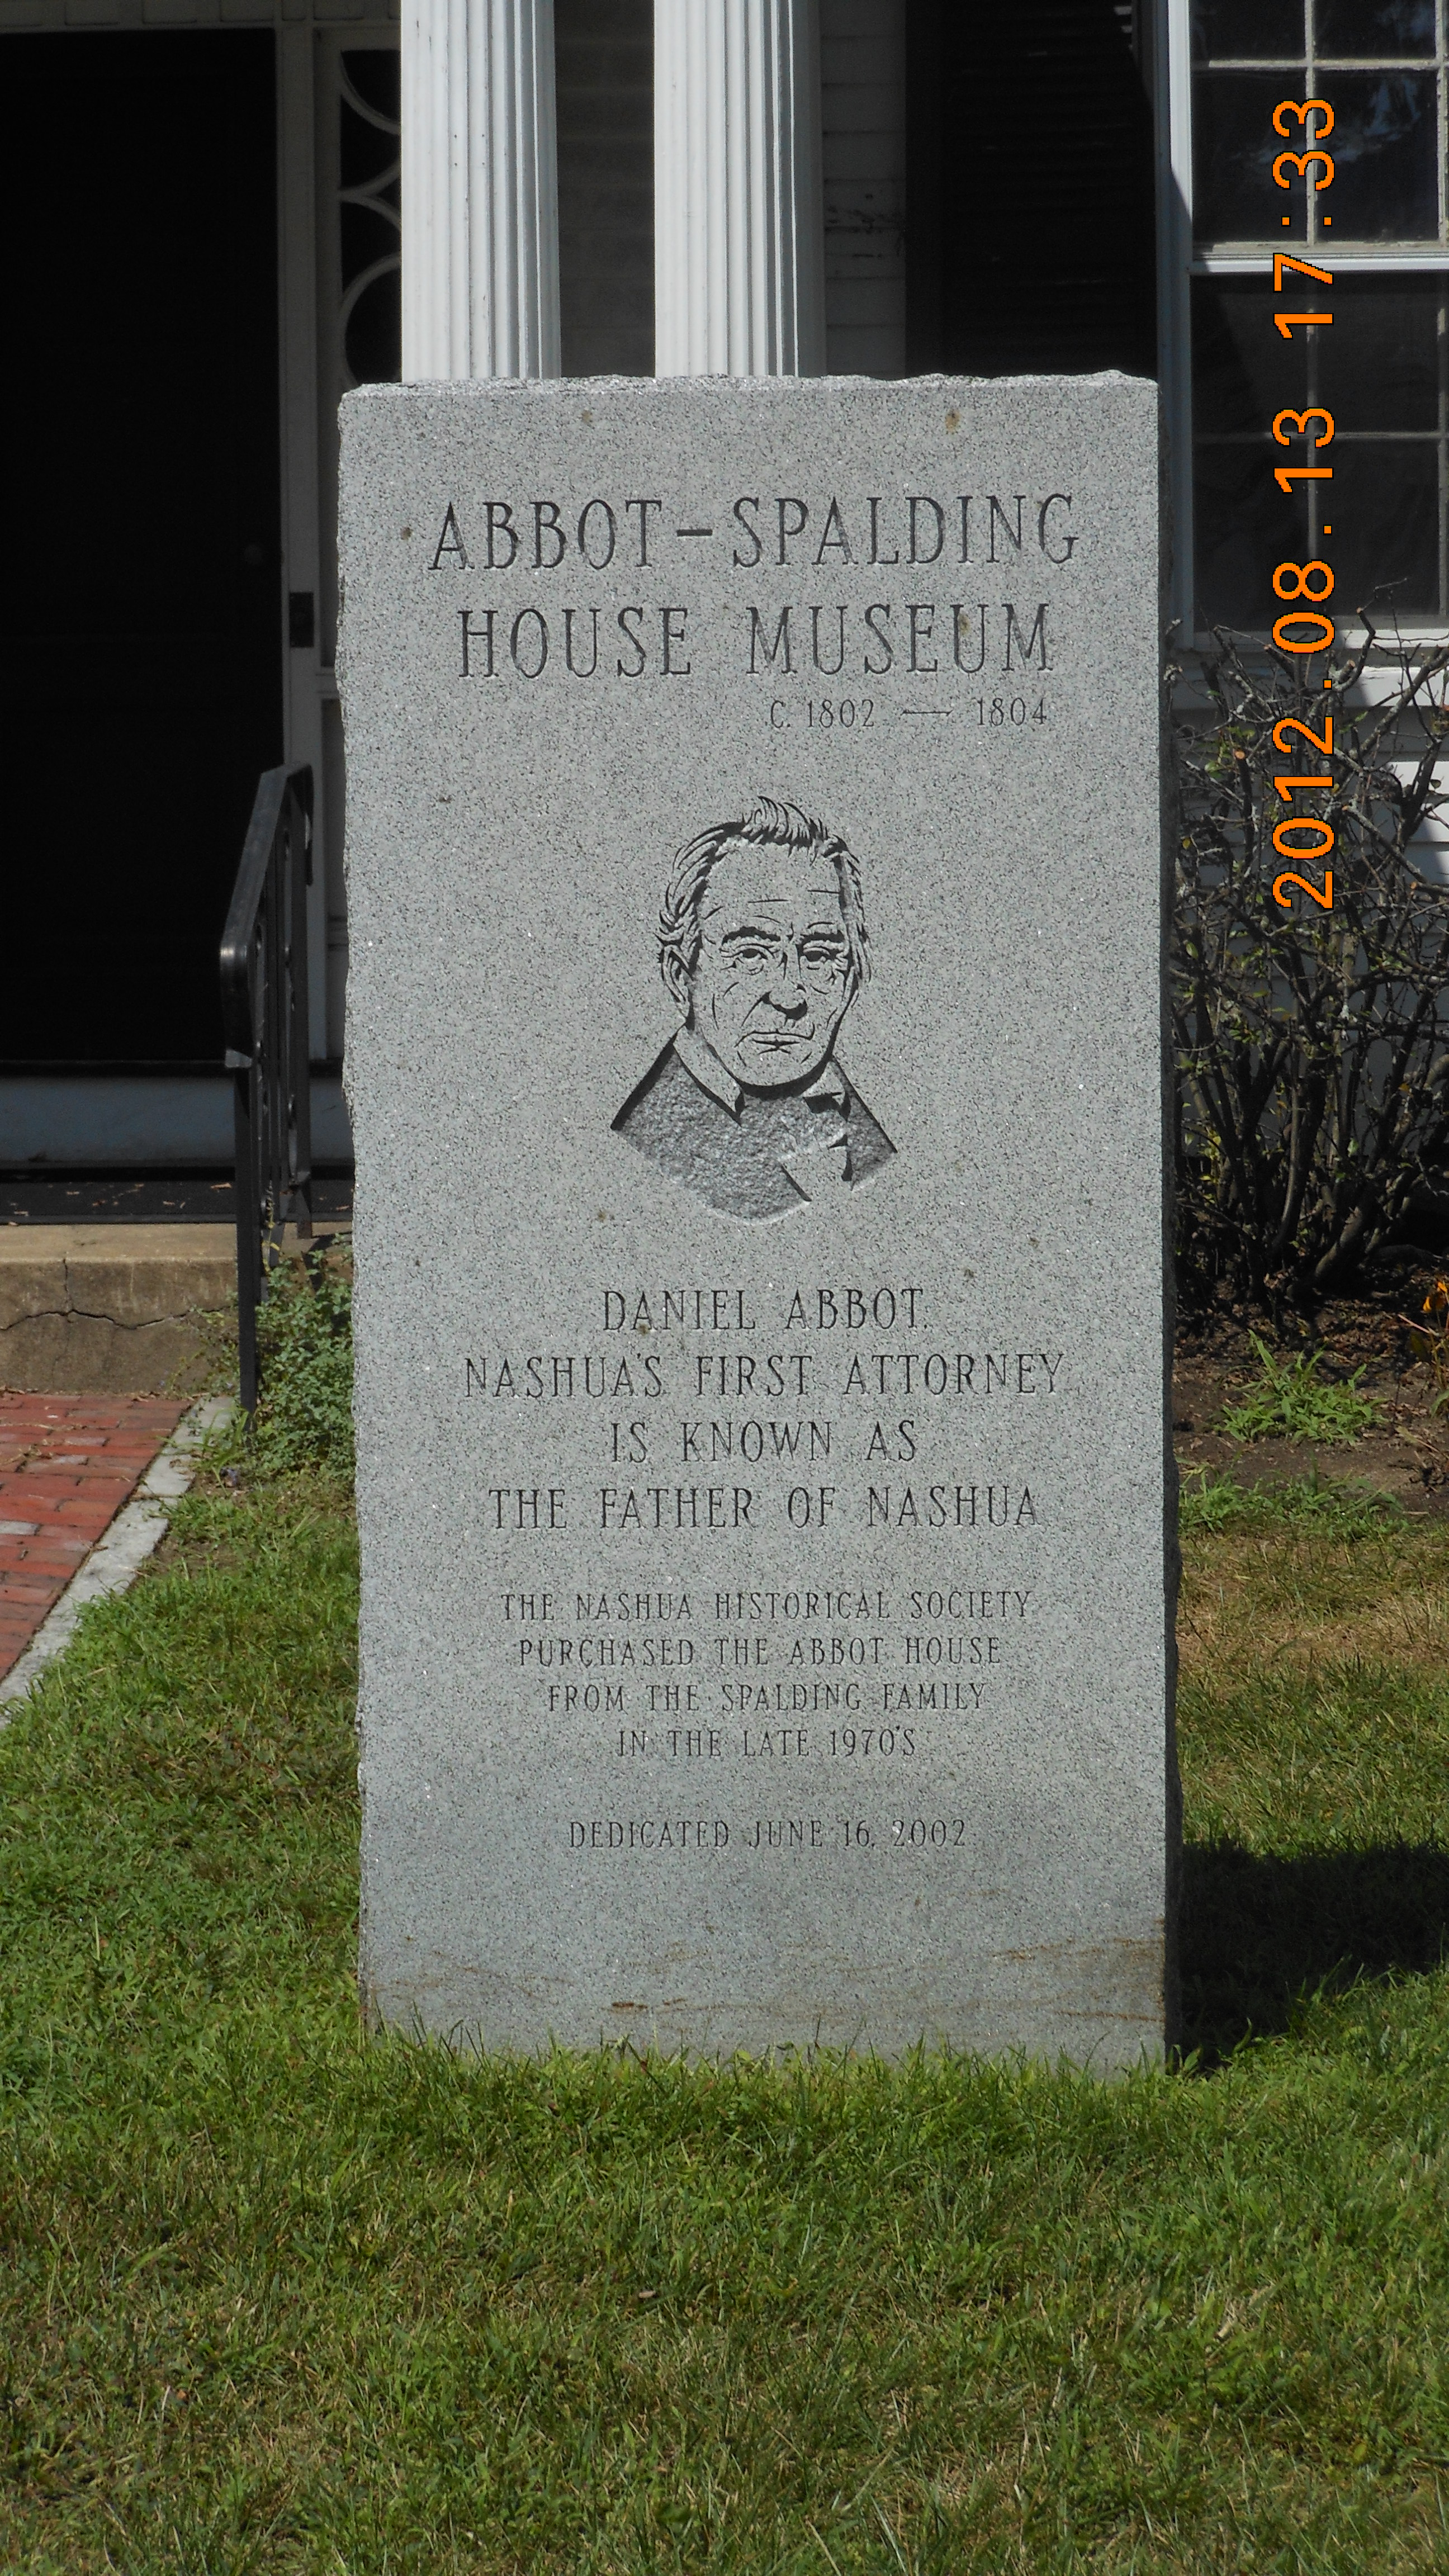 ABBOT-SPALDING
HOUSE MUSEUM
C. 1802 — 1804
DANIEL ABBOT,
NASHUA'S FIRST ATTORNEY
IS KNOWN AS
THE FATHER OF NASHUA
THE NASHUA HISTORICAL SOCIETY
PURCHASED THE ABBOT HOUSE
FROM THE SPALDING FAMILY
IN THE LATE 1970'S
DEDICATED JUNE 16, 2002
2012.08.13 17:33